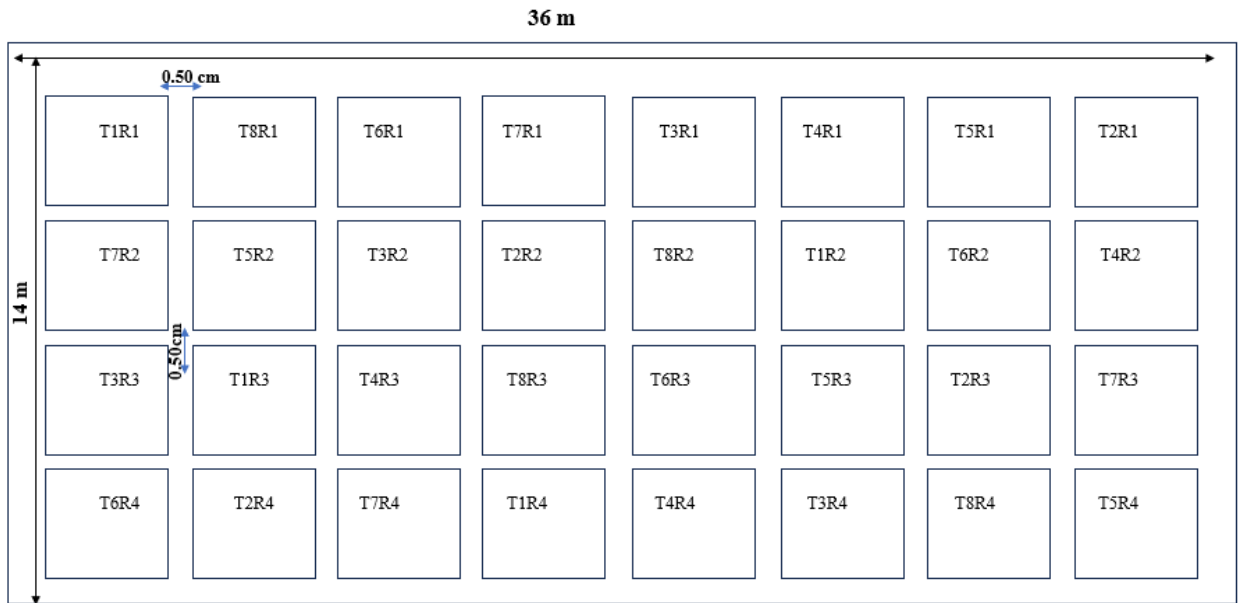 36 m
0.50 cm
T1R1 T8R1 T6R1 T7R1 T3R1 T4R1 T5R1 T2R1
T7R2 T5R2 T3R2 T2R2 T8R2 T1R2 T6R2 T4R2
14 m
0.50cm
T3R3 T1R3 T4R3 T8R3 T6R3 T5R3 T2R3 T7R3
T6R4 T2R4 T7R4 T1R4 T4R4 T3R4 T8R4 T5R4